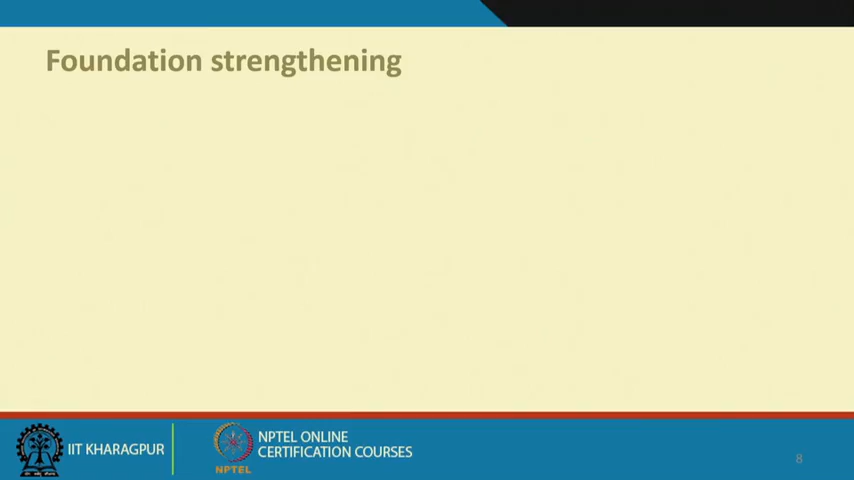 Foundation strengthening
IIT KHARAGPUR
NPTEL
NPTEL ONLINE
CERTIFICATION COURSES
8